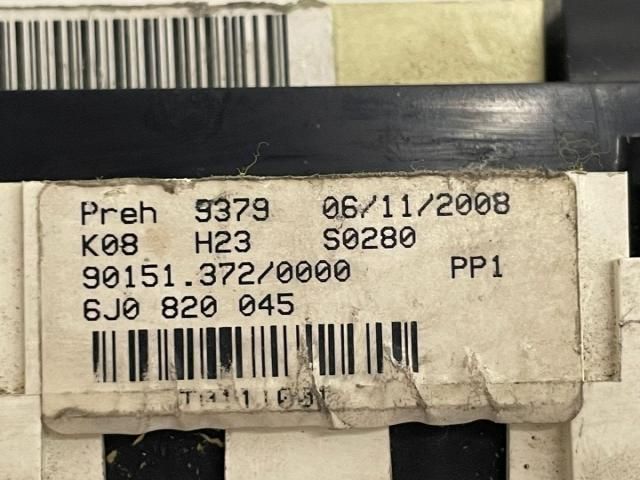 Preh 9379 06/11/2008
K08 H23 S0280
90151.372/0000 PP1
6J0 820 045